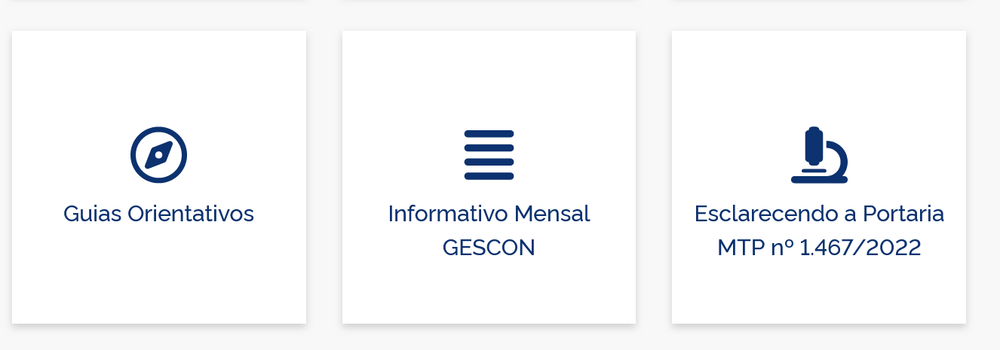 Guias Orientativos
Informativo Mensal
GESCON
Esclarecendo a Portaria
MTP nº 1.467/2022